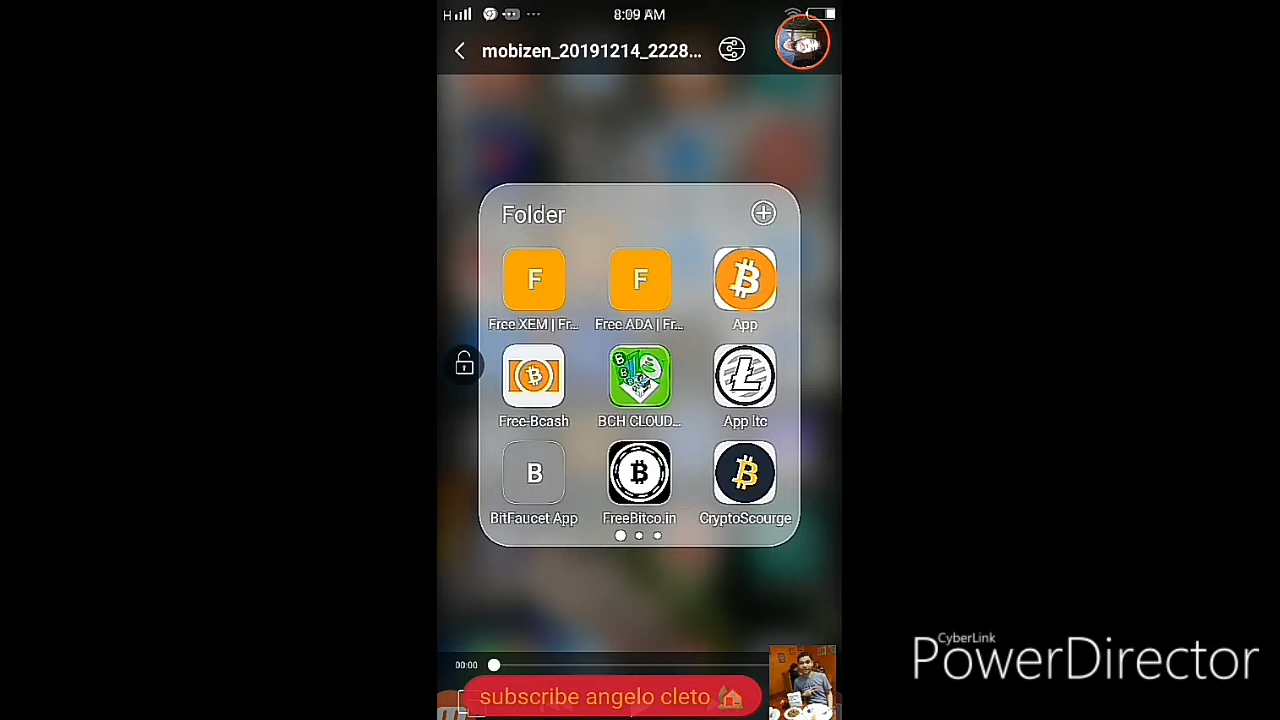 H
8:09 AM
mobizen_20191214_2228...
Folder
F
F
Free XEM | Fr...
Free ADA | Fr...
App
Free-Bcash
BCH CLOUD...
App ltc
B
BitFaucet App
FreeBitco.in
CryptoScourge
00:00
subscribe angelo cleto
CyberLink
PowerDirector